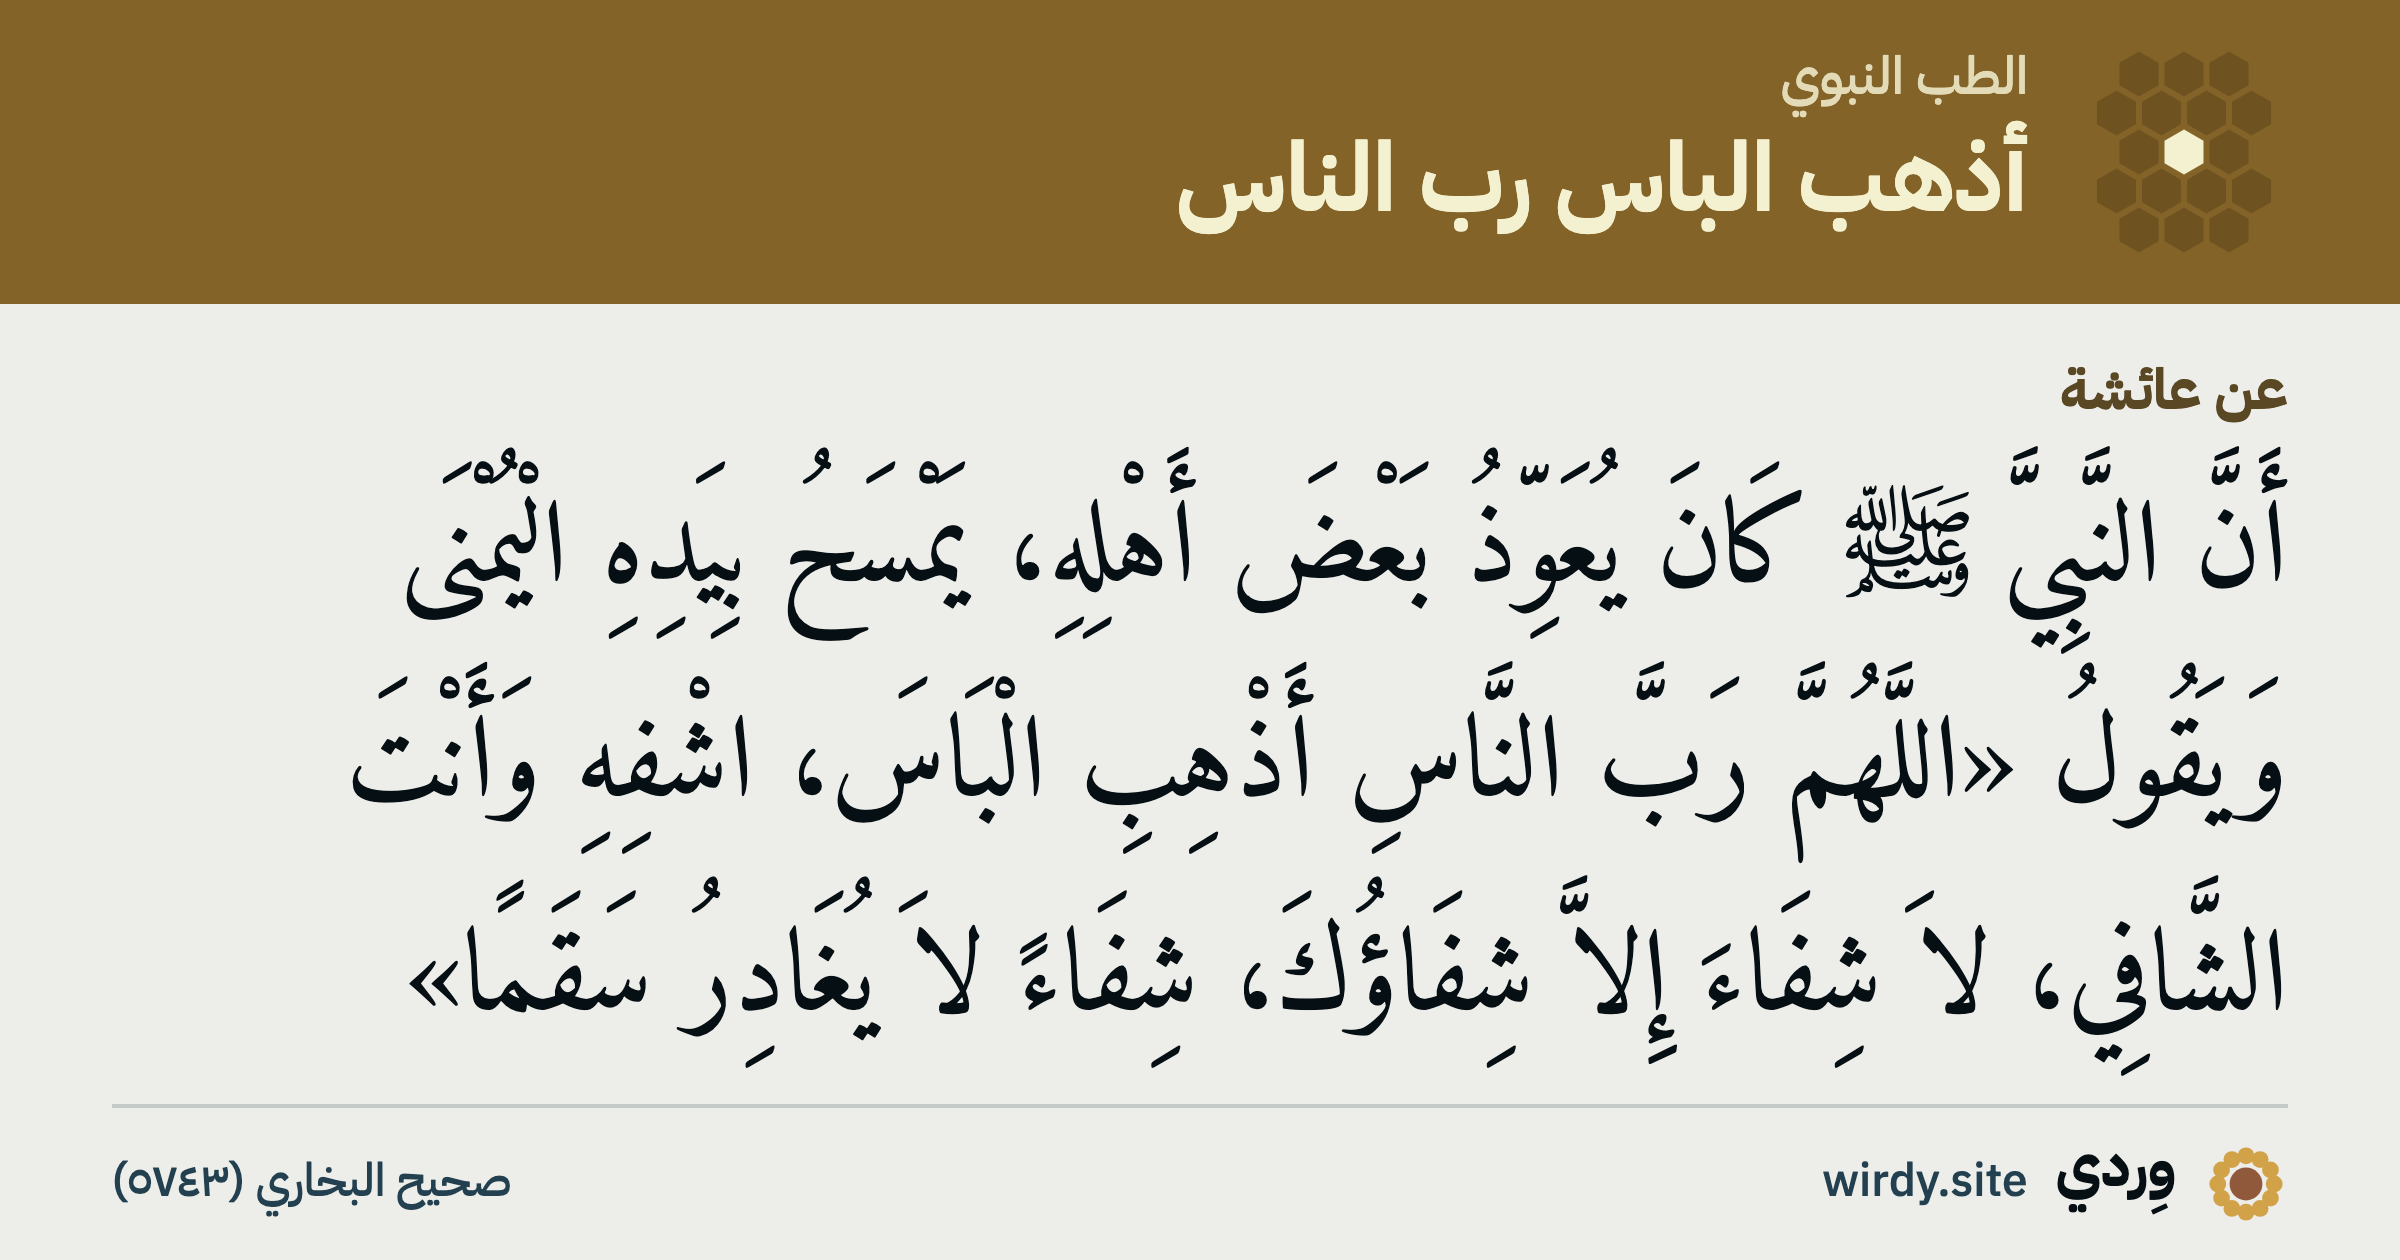 الطب النبوي
أذهب الباس رب الناس
عن عائشة
أَنَّ النَّبِيَّ ﷺ كَانَ يُعَوِّذُ بَعْضَ أَهْلِهِ، يَمْسَحُ بِيَدِهِ الْيُمْنَى
وَيَقُولُ «اللَّهُمَّ رَبَّ النَّاسِ أَذْهِبِ الْبَاسَ، اشْفِهِ وَأَنْتَ
الشَّافِي، لاَ شِفَاءَ إِلاَّ شِفَاؤُكَ، شِفَاءً لاَ يُغَادِرُ سَقَمًا»
وِردي wirdy.site
صحيح البخاري (٥٧٤٣)